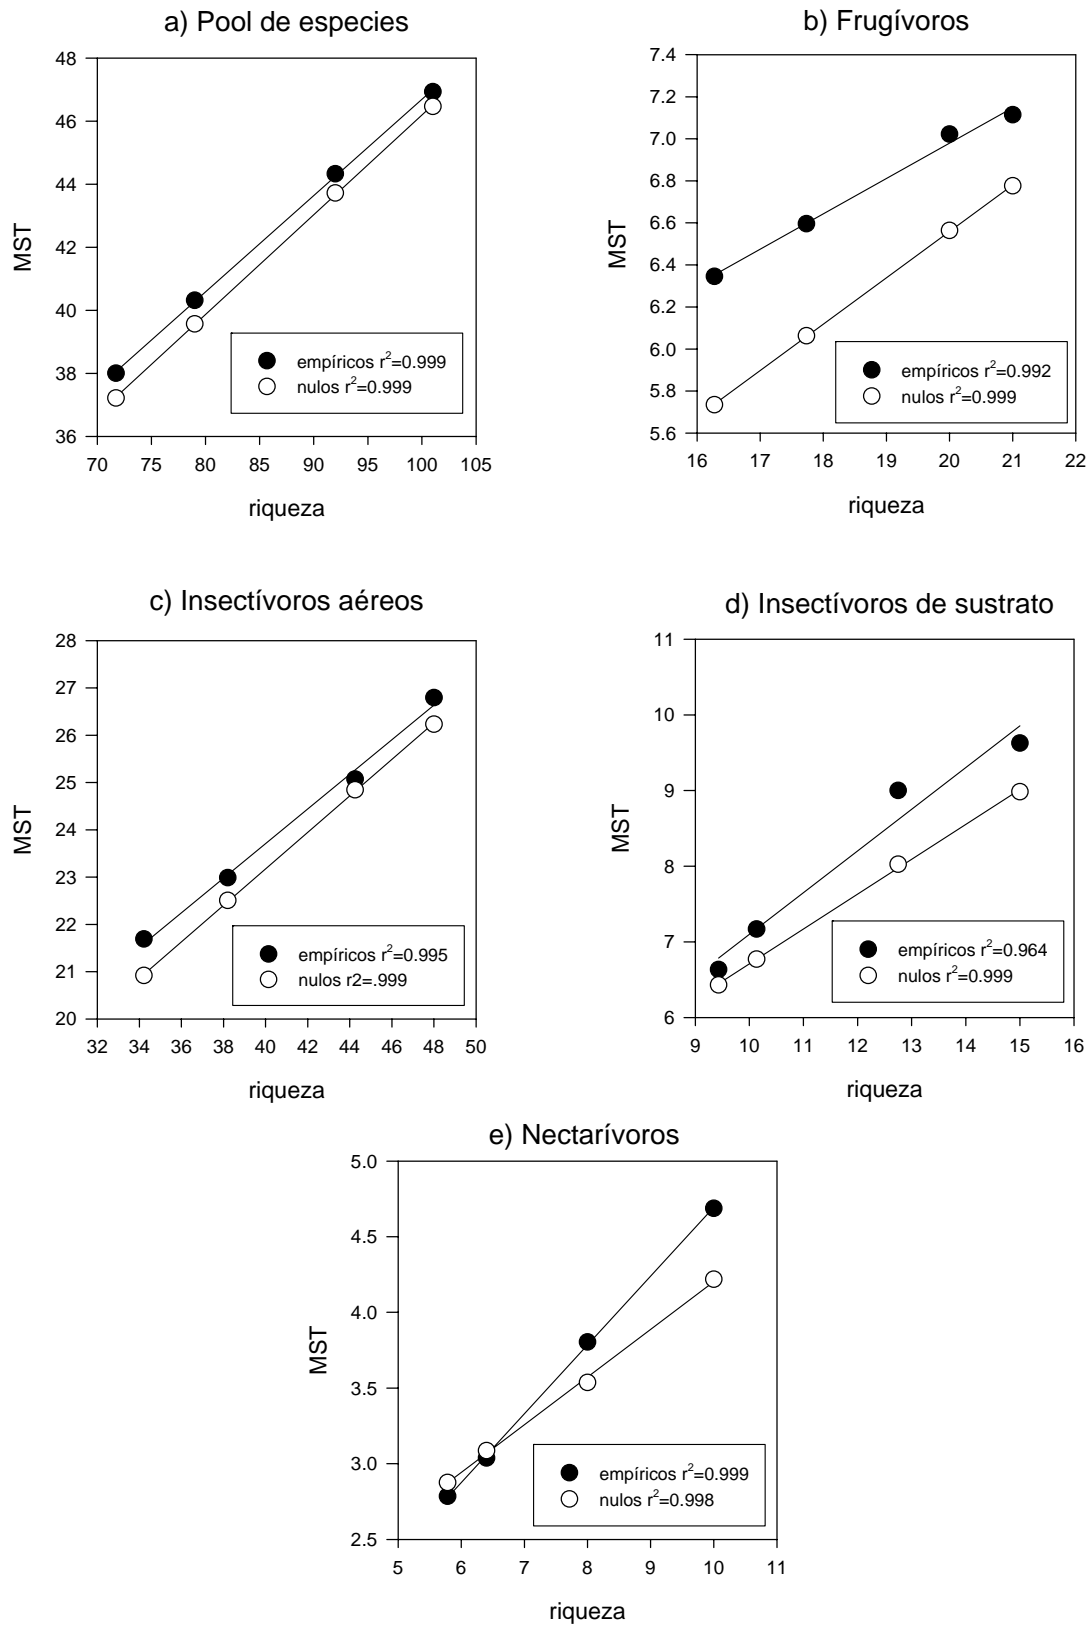 a) Pool de especies
48
46
44
42
40
38
36
MST
70 75 80 85 90 95 100 105
riqueza
empíricos r²=0.999
nulos r²=0.999
b) Frugívoros
7.4
7.2
7.0
6.8
6.6
6.4
6.2
6.0
5.8
5.6
MST
16 17 18 19 20 21 22
riqueza
empíricos r²=0.992
nulos r²=0.999
c) Insectívoros aéreos
28
27
26
25
24
23
22
21
20
MST
32 34 36 38 40 42 44 46 48 50
riqueza
empíricos r²=0.995
nulos r2=.999
d) Insectívoros de sustrato
11
10
9
8
7
6
MST
9 10 11 12 13 14 15 16
riqueza
empíricos r²=0.964
nulos r²=0.999
e) Nectarívoros
5.0
4.5
4.0
3.5
3.0
2.5
MST
5 6 7 8 9 10 11
riqueza
empíricos r²=0.999
nulos r²=0.998